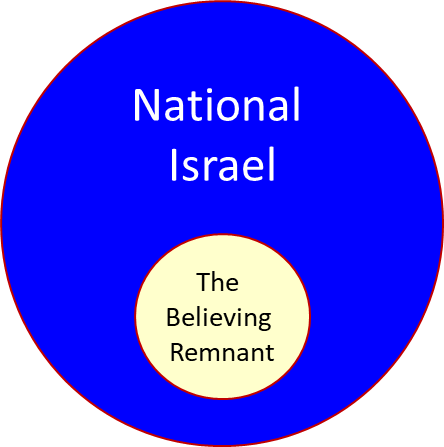 National
Israel
The
Believing
Remnant